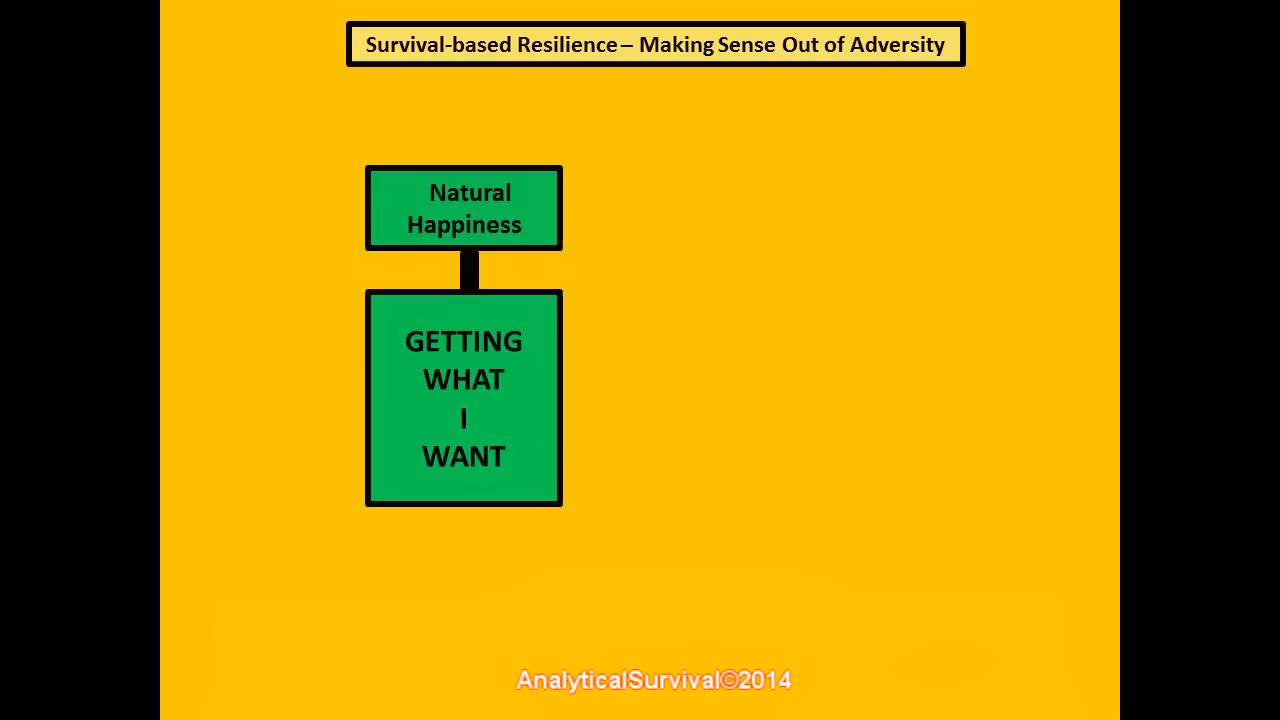 Survival-based Resilience – Making Sense Out of Adversity
Natural
Happiness
GETTING
WHAT
I
WANT
AnalyticalSurvival©2014